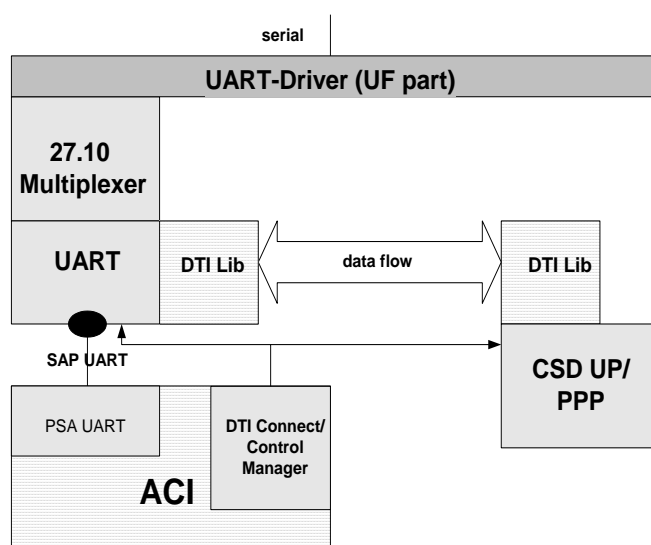 serial
UART-Driver (UF part)
27.10
Multiplexer
UART
DTI Lib
data flow
DTI Lib
SAP UART
CSD UP/
PPP
PSA UART
DTI Connect/
Control
Manager
ACI